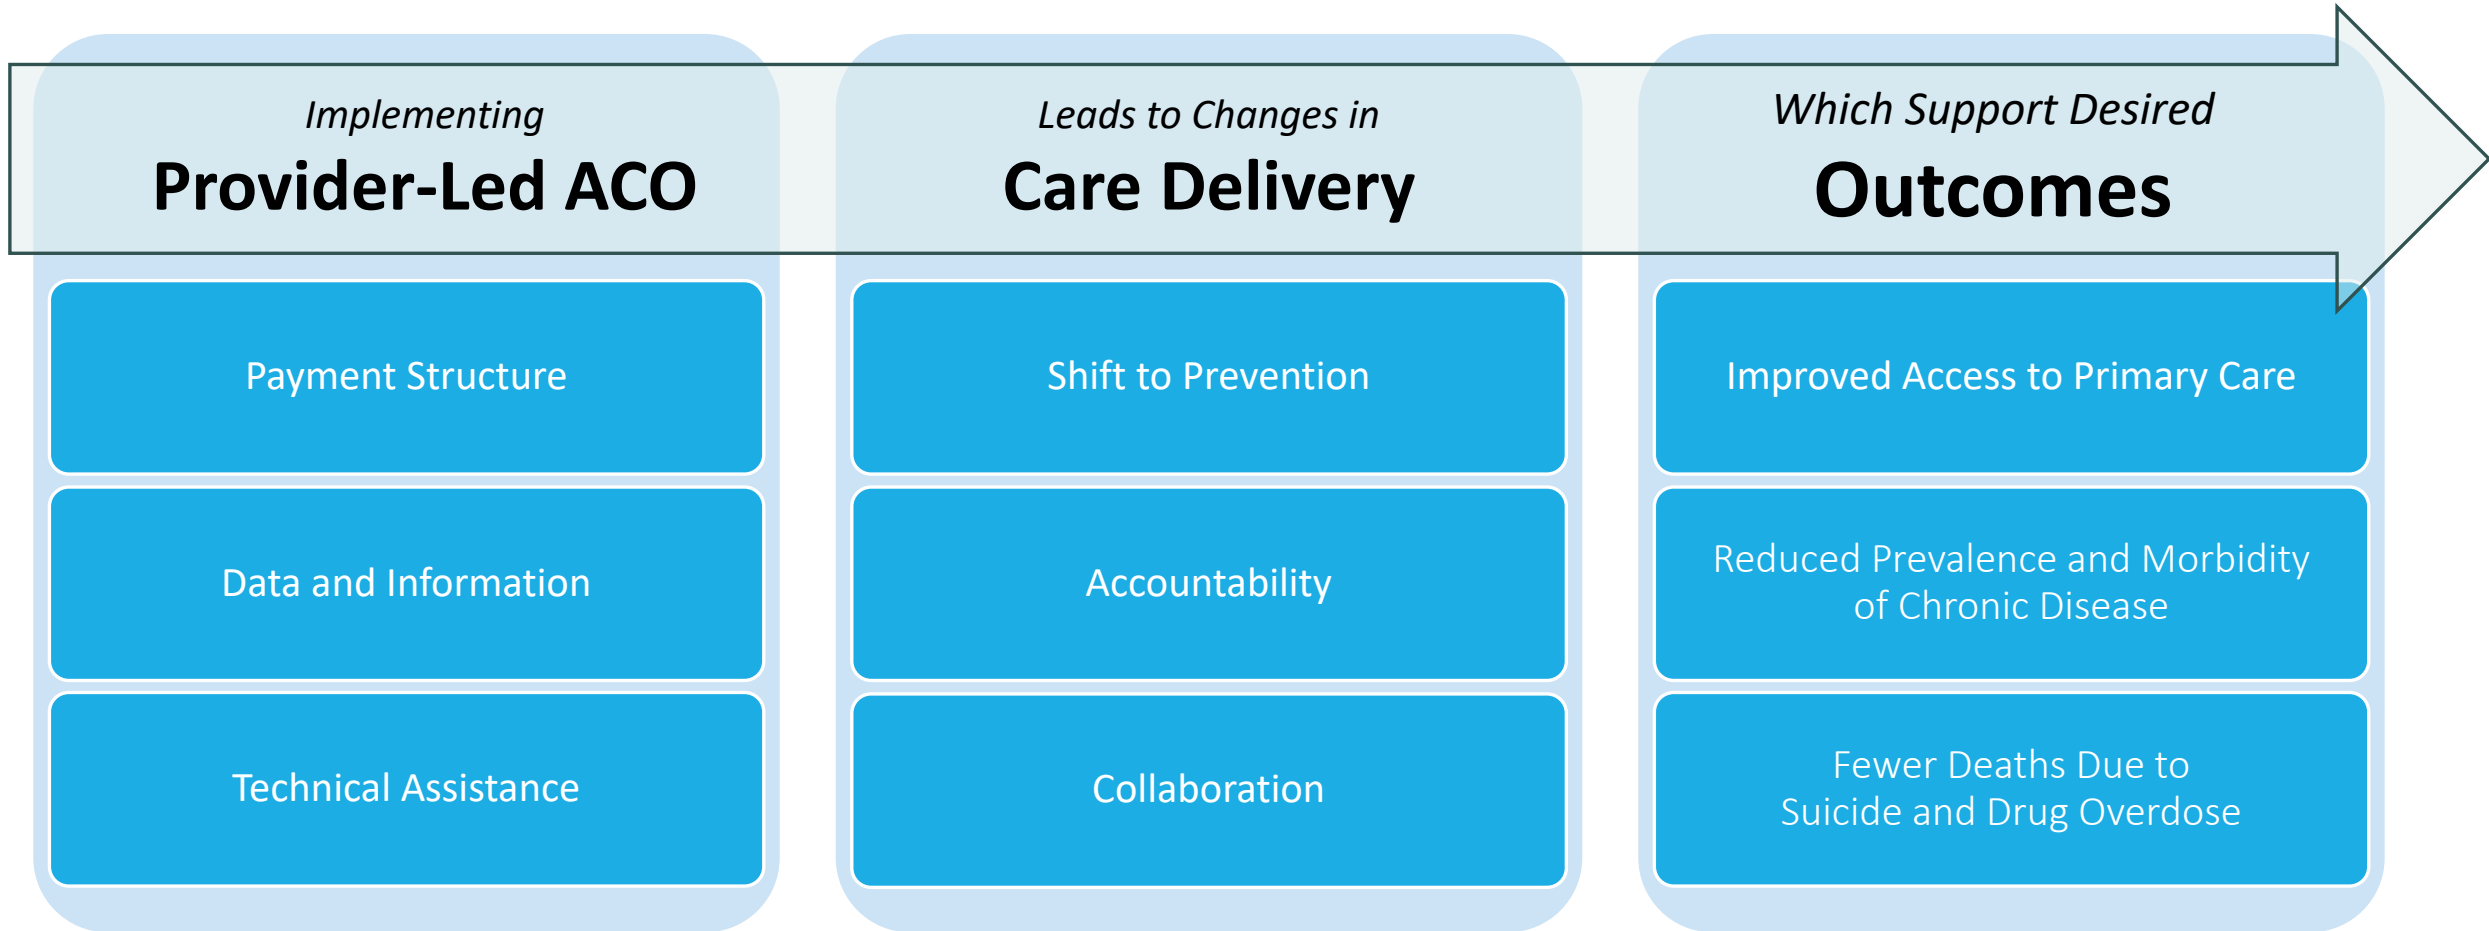 Implementing
Provider-Led ACO
Payment Structure
Data and Information
Technical Assistance
Leads to Changes in
Care Delivery
Shift to Prevention
Accountability
Collaboration
Which Support Desired
Outcomes
Improved Access to Primary Care
Reduced Prevalence and Morbidity
of Chronic Disease
Fewer Deaths Due to
Suicide and Drug Overdose